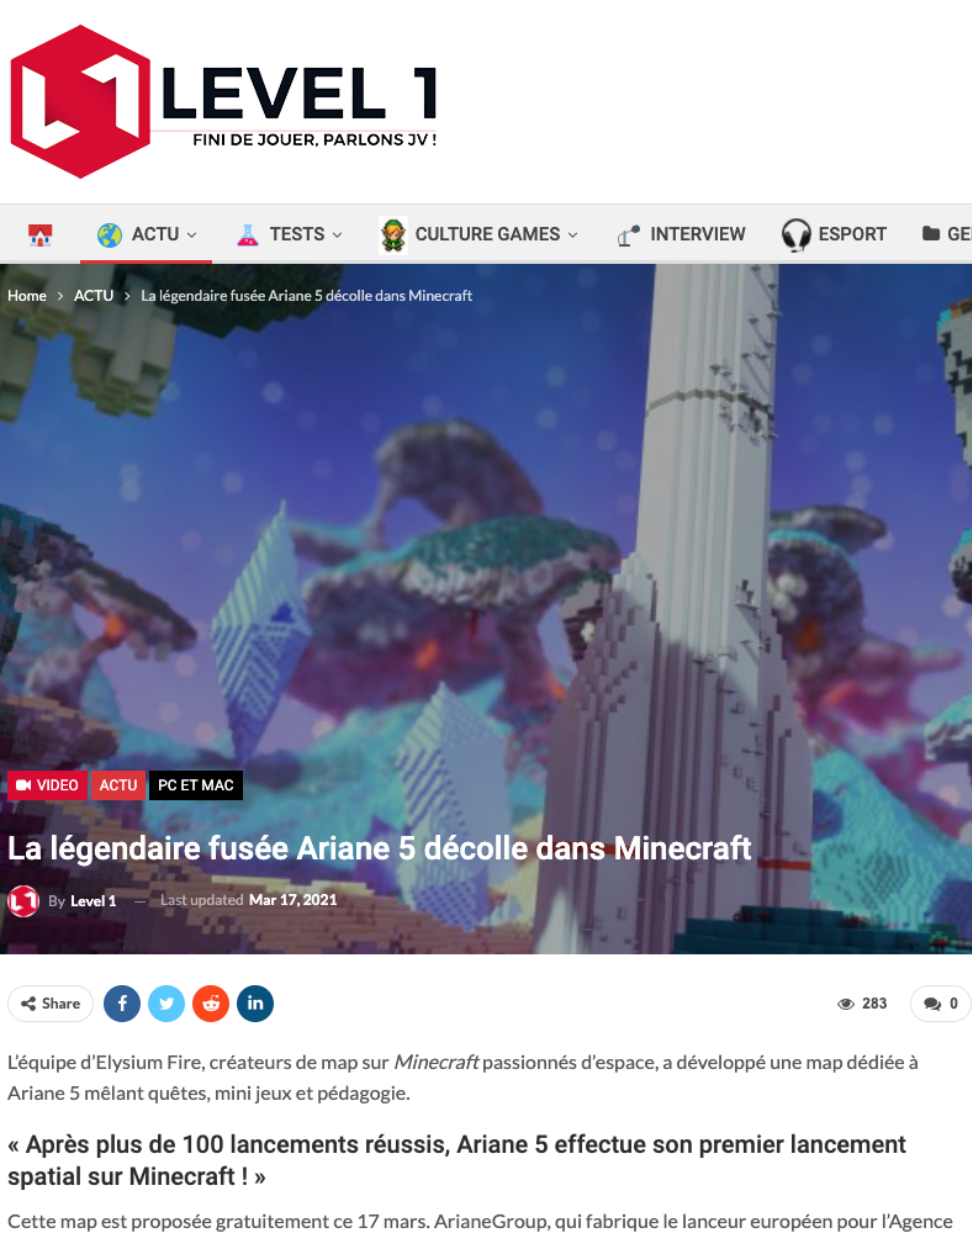 LEVEL 1
FINI DE JOUER, PARLONS JV !
ACTU
TESTS
CULTURE GAMES
INTERVIEW
ESPORT
Home > ACTU > La légendaire fusée Ariane 5 décolle dans Minecraft
VIDEO ACTU PC ET MAC
La légendaire fusée Ariane 5 décolle dans Minecraft
By Level 1 — Last updated Mar 17, 2021
Share
283
0
L'équipe d'Elysium Fire, créateurs de map sur Minecraft passionnés d'espace, a développé une map dédiée à
Ariane 5 mêlant quêtes, mini jeux et pédagogie.
« Après plus de 100 lancements réussis, Ariane 5 effectue son premier lancement
spatial sur Minecraft ! »
Cette map est proposée gratuitement ce 17 mars. ArianeGroup, qui fabrique le lanceur européen pour l'Agence